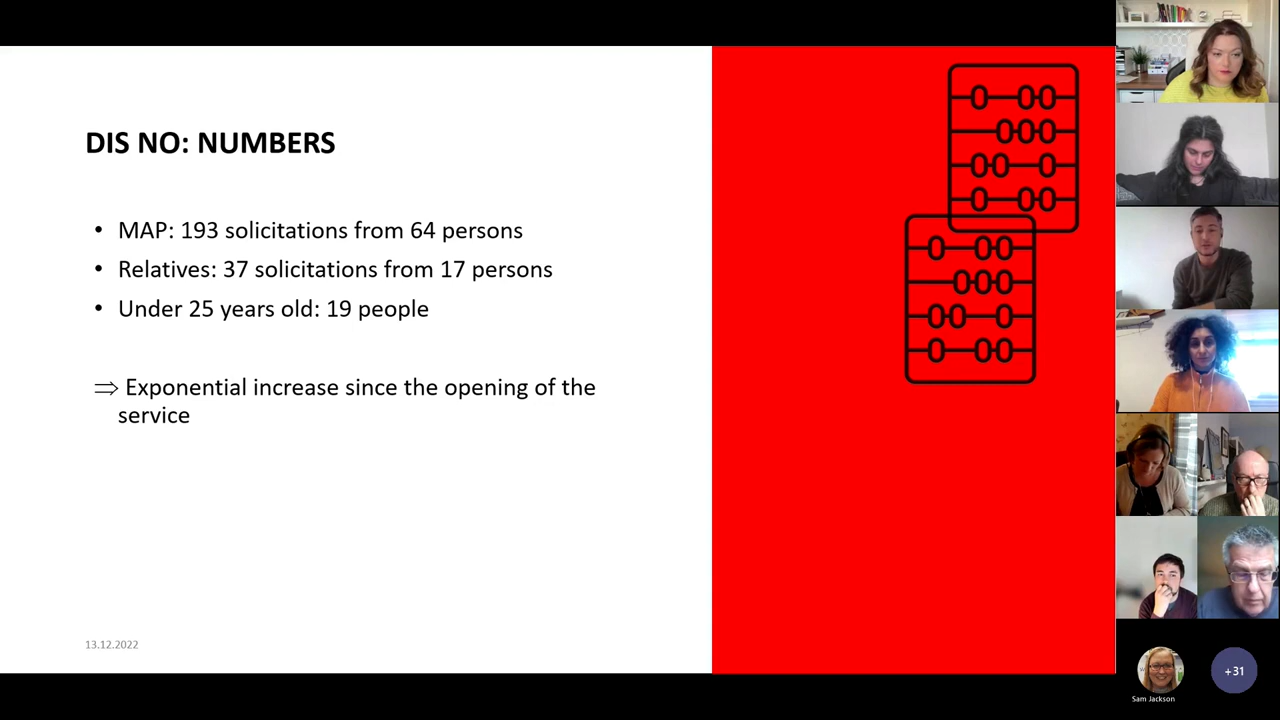 DIS NO: NUMBERS
• MAP: 193 solicitations from 64 persons
• Relatives: 37 solicitations from 17 persons
• Under 25 years old: 19 people
⇒ Exponential increase since the opening of the
service
13.12.2022
Sam Jackson
+31